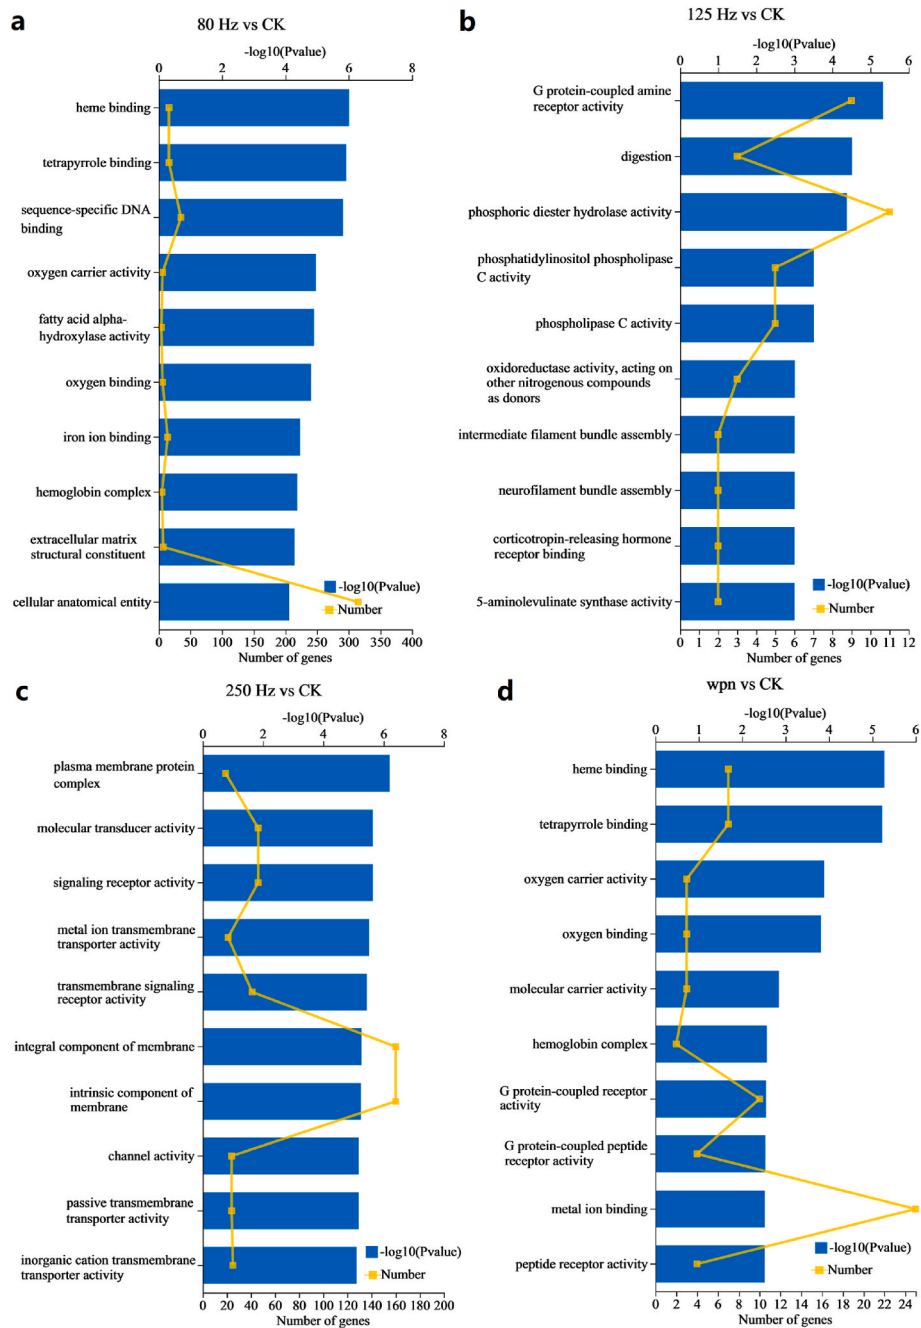 a
80 Hz vs CK
-log10(Pvalue)
0 2 4 6 8
heme binding
tetrapyrrole binding
sequence-specific DNA
binding
oxygen carrier activity
fatty acid alpha-
hydroxylase activity
oxygen binding
iron ion binding
hemoglobin complex
extracellular matrix
structural constituent
cellular anatomical entity
-log10(Pvalue)
Number
0 50 100 150 200 250 300 350 400
Number of genes
b
125 Hz vs CK
-log10(Pvalue)
0 1 2 3 4 5 6
G protein-coupled amine
receptor activity
digestion
phosphoric diester hydrolase activity
phosphatidylinositol phospholipase
C activity
phospholipase C activity
oxidoreductase activity, acting on
other nitrogenous compounds
as donors
intermediate filament bundle assembly
neurofilament bundle assembly
corticotropin-releasing hormone
receptor binding
5-aminolevulinate synthase activity
-log10(Pvalue)
Number
0 1 2 3 4 5 6 7 8 9 10 11 12
Number of genes
c
250 Hz vs CK
-log10(Pvalue)
0 2 4 6 8
plasma membrane protein
complex
molecular transducer activity
signaling receptor activity
metal ion transmembrane
transporter activity
transmembrane signaling
receptor activity
integral component of membrane
intrinsic component of
membrane
channel activity
passive transmembrane
transporter activity
inorganic cation transmembrane
transporter activity
-log10(Pvalue)
Number
0 20 40 60 80 100 120 140 160 180 200
Number of genes
d
wpn vs CK
-log10(Pvalue)
0 1 2 3 4 5 6
heme binding
tetrapyrrole binding
oxygen carrier activity
oxygen binding
molecular carrier activity
hemoglobin complex
G protein-coupled receptor
activity
G protein-coupled peptide
receptor activity
metal ion binding
peptide receptor activity
-log10(Pvalue)
Number
0 2 4 6 8 10 12 14 16 18 20 22 24
Number of genes